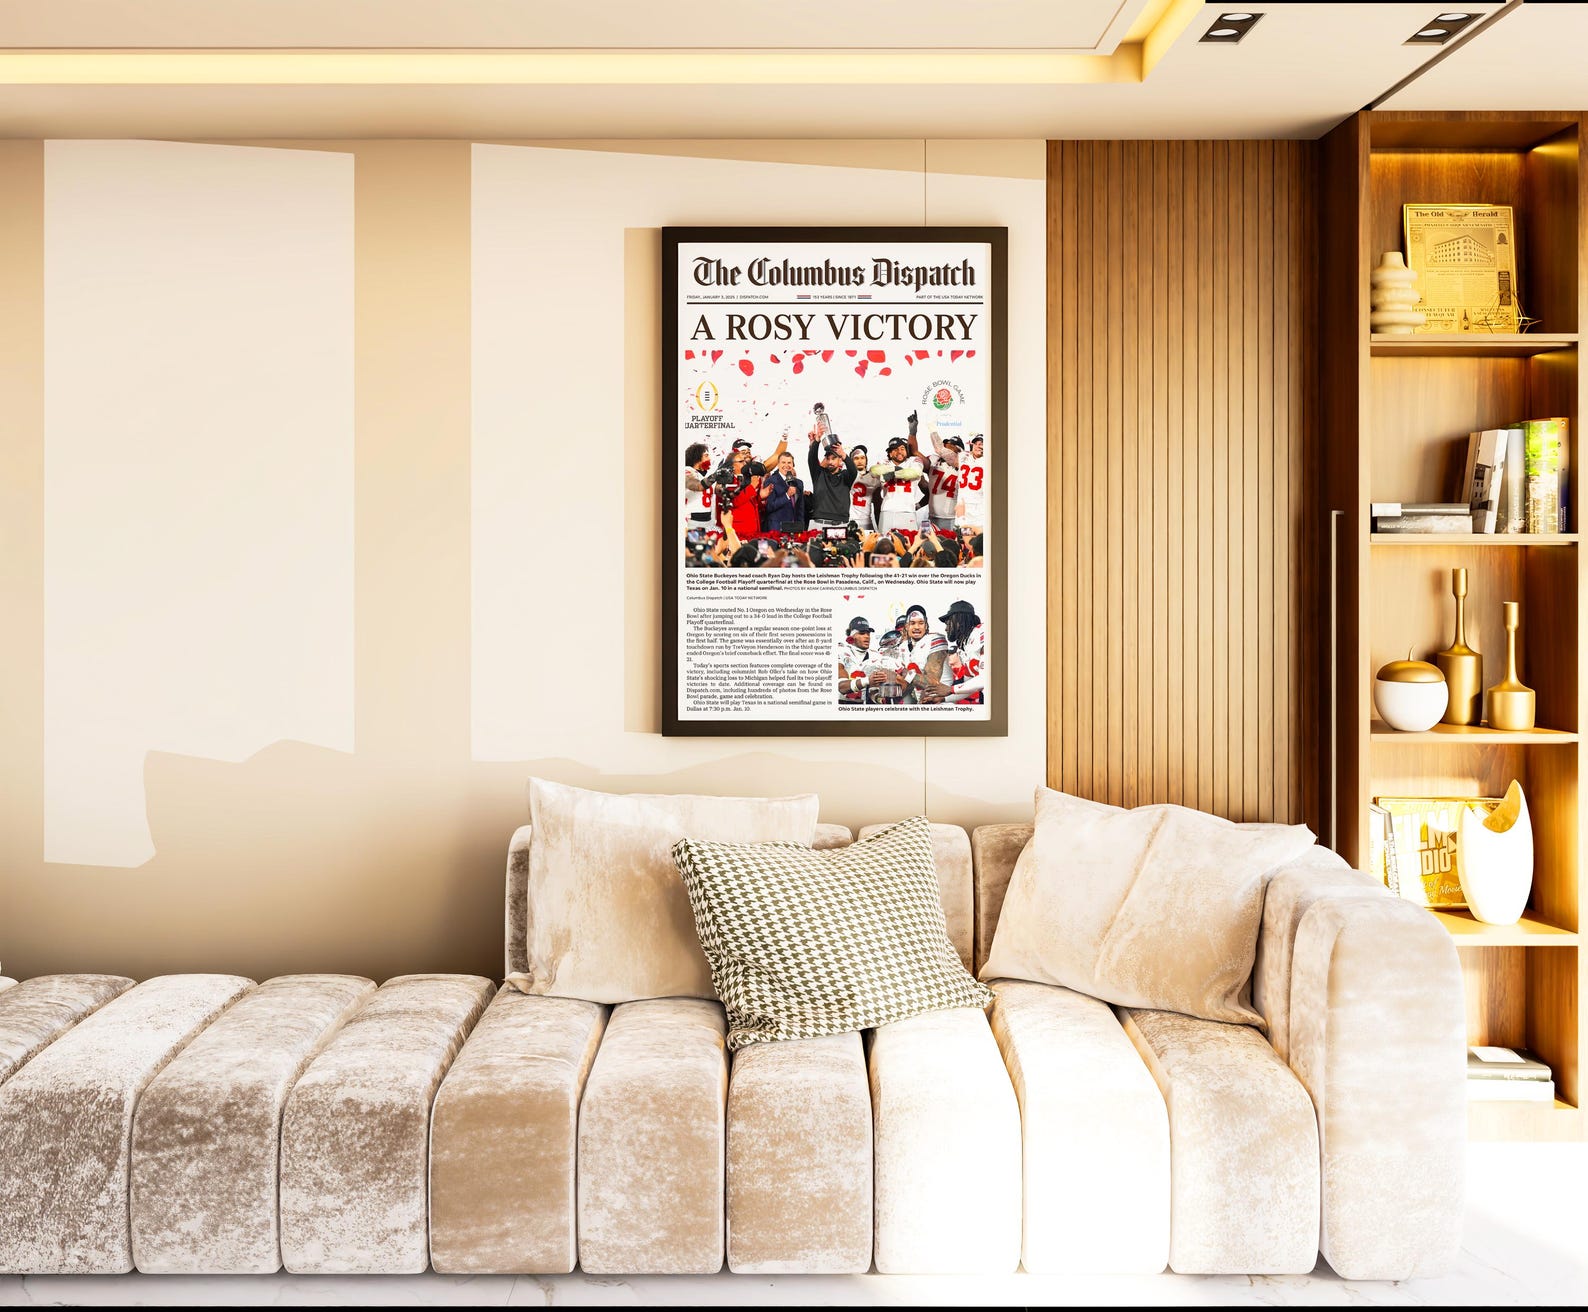 The Columbus Dispatch
FRIDAY, JANUARY 3, 2025 | DISPATCH.COM
153 YEARS | SINCE 1871
PART OF THE USA TODAY NETWORK
A ROSY VICTORY
PLAYOFF
UARTERFINAL
ROSE BOWL GAME
Prudential
8
2
44
74
33
Ohio State Buckeyes head coach Ryan Day hosts the Leishman Trophy following the 41-21 win over the Oregon Ducks in
the College Football Playoff quarterfinal at the Rose Bowl in Pasadena, Calif., on Wednesday. Ohio State will now play
Texas on Jan. 10 in a national semifinal. PHOTOS BY ADAM CAIRNS/COLUMBUS DISPATCH
Columbus Dispatch | USA TODAY NETWORK
Ohio State routed No. 1 Oregon on Wednesday in the Rose
Bowl after jumping out to a 34-0 lead in the College Football
Playoff quarterfinal.
The Buckeyes avenged a regular season one-point loss at
Oregon by scoring on six of their first seven possessions in
the first half. The game was essentially over after an 8-yard
touchdown run by TreVeyon Henderson in the third quarter
ended Oregon's brief comeback effort. The final score was 41-
21.
Today's sports section features complete coverage of the
victory, including columnist Rob Oller's take on how Ohio
State's shocking loss to Michigan helped fuel its two playoff
victories to date. Additional coverage can be found on
Dispatch.com, including hundreds of photos from the Rose
Bowl parade, game and celebration.
Ohio State will play Texas in a national semifinal game in
Dallas at 7:30 p.m. Jan. 10.
Ohio State players celebrate with the Leishman Trophy.
The Old Herald